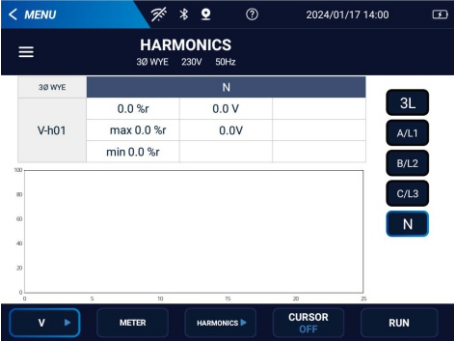 < MENU
?
2024/01/17 14:00
HARMONICS
3Ø WYE 230V 50Hz
3Ø WYE N
V-h01
0.0 %r 0.0 V
max 0.0 %r 0.0V
min 0.0 %r
3L
A/L1
B/L2
C/L3
N
100
80
60
40
20
0
0 5 10 15 20 25
V
METER
HARMONICS
CURSOR
OFF
RUN